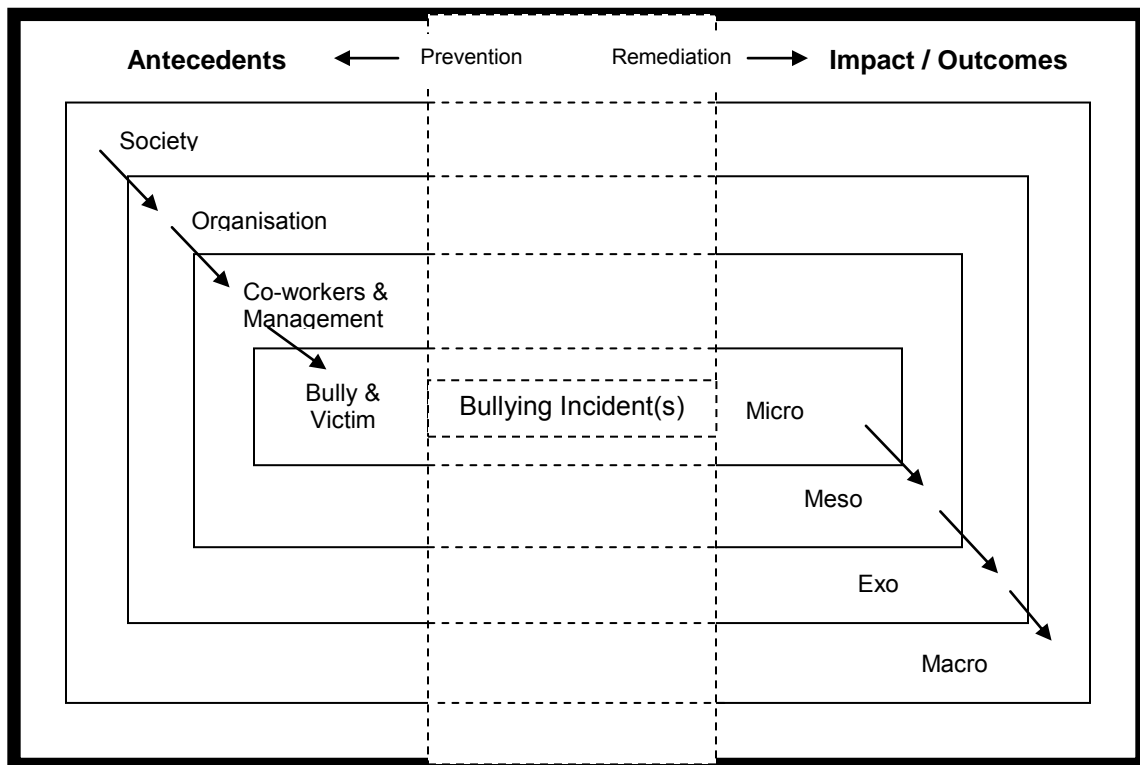 Antecedents
Prevention
Remediation
Impact / Outcomes
Society
Organisation
Co-workers &
Management
Bully &
Victim
Bullying Incident(s)
Micro
Meso
Exo
Macro